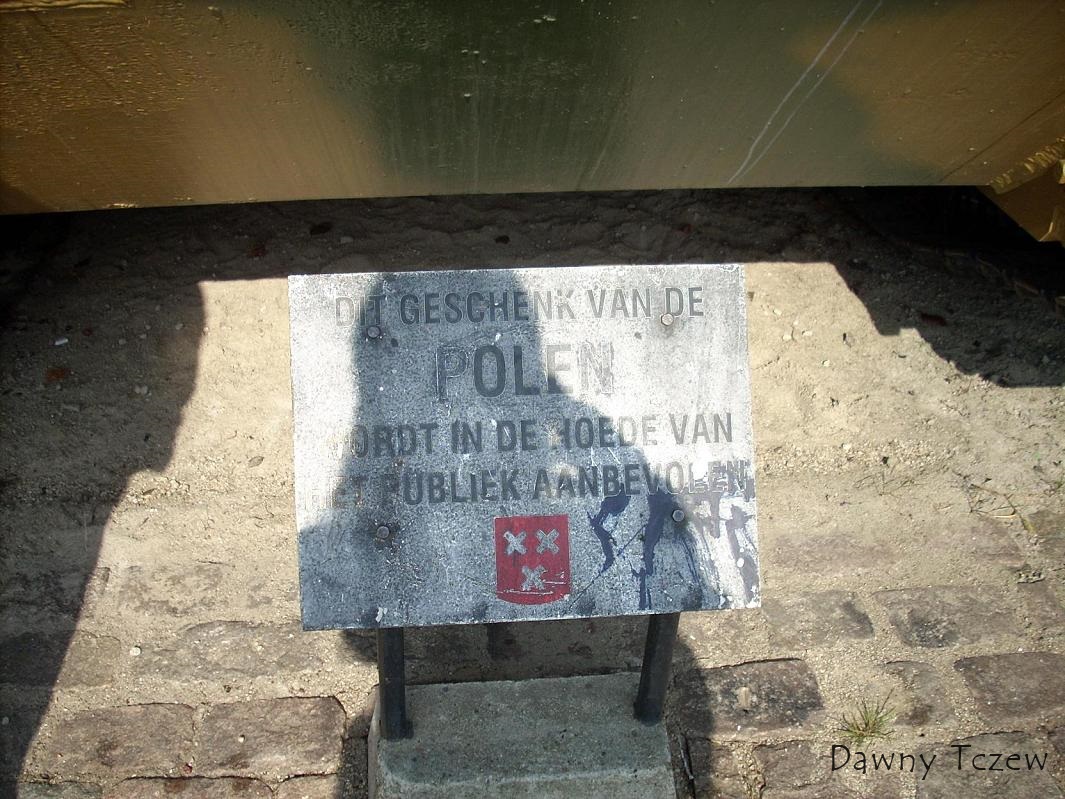 DIT GESCHENK VAN DE
POLEN
WORDT IN DE HOEDE VAN
HET PUBLIEK AANBEVOLEN
Dawny Tczew